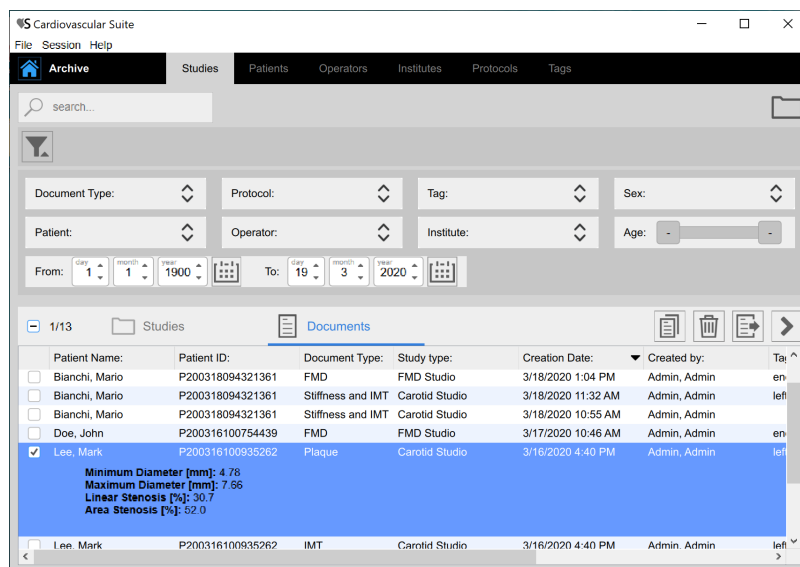 VS Cardiovascular Suite
File Session Help
Archive Studies Patients Operators Institutes Protocols Tags
search...
Document Type: Protocol: Tag: Sex:
Patient: Operator: Institute: Age: - -
From: day 1 month 1 year 1900 To: day 19 month 3 year 2020
1/13 Studies Documents
Patient Name: Patient ID: Document Type: Study type: Creation Date: Created by:
Bianchi, Mario P200318094321361 FMD FMD Studio 3/18/2020 1:04 PM Admin, Admin
Bianchi, Mario P200318094321361 Stiffness and IMT Carotid Studio 3/18/2020 11:32 AM Admin, Admin left
Bianchi, Mario P200318094321361 Stiffness and IMT Carotid Studio 3/18/2020 10:55 AM Admin, Admin
Doe, John P200316100754439 FMD FMD Studio 3/17/2020 10:46 AM Admin, Admin en
Lee, Mark P200316100935262 Plaque Carotid Studio 3/16/2020 4:40 PM Admin, Admin left
Minimum Diameter [mm]: 4.78
Maximum Diameter [mm]: 7.66
Linear Stenosis [%]: 30.7
Area Stenosis [%]: 52.0
Lee, Mark P200316100935262 IMT Carotid Studio 3/16/2020 4:40 PM Admin, Admin left